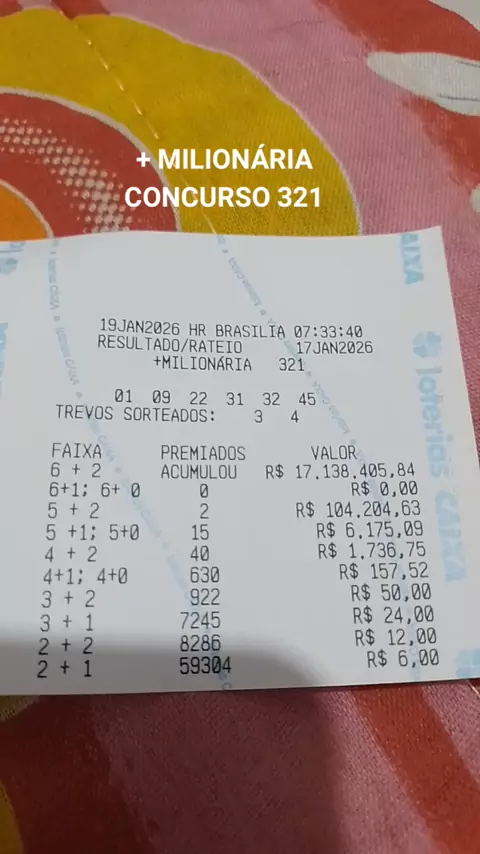 + MILIONÁRIA
CONCURSO 321
CAIXA
19JAN2026 HR BRASILIA 07:33:40
RESULTADO/RATEIO 17JAN2026
+MILIONÁRIA 321
01 09 22 31 32 45
TREVOS SORTEADOS: 3 4
FAIXA PREMIADOS VALOR
6 + 2 ACUMULOU R$ 17.138.405,84
6+1; 6+ 0 0 R$ 0,00
5 + 2 2 R$ 104.204,63
5 +1; 5+0 15 R$ 6.175,09
4 + 2 40 R$ 1.736,75
4+1; 4+0 630 R$ 157,52
3 + 2 922 R$ 50,00
3 + 1 7245 R$ 24,00
2 + 2 8286 R$ 12,00
2 + 1 59304 R$ 6,00
loterias CAIXA